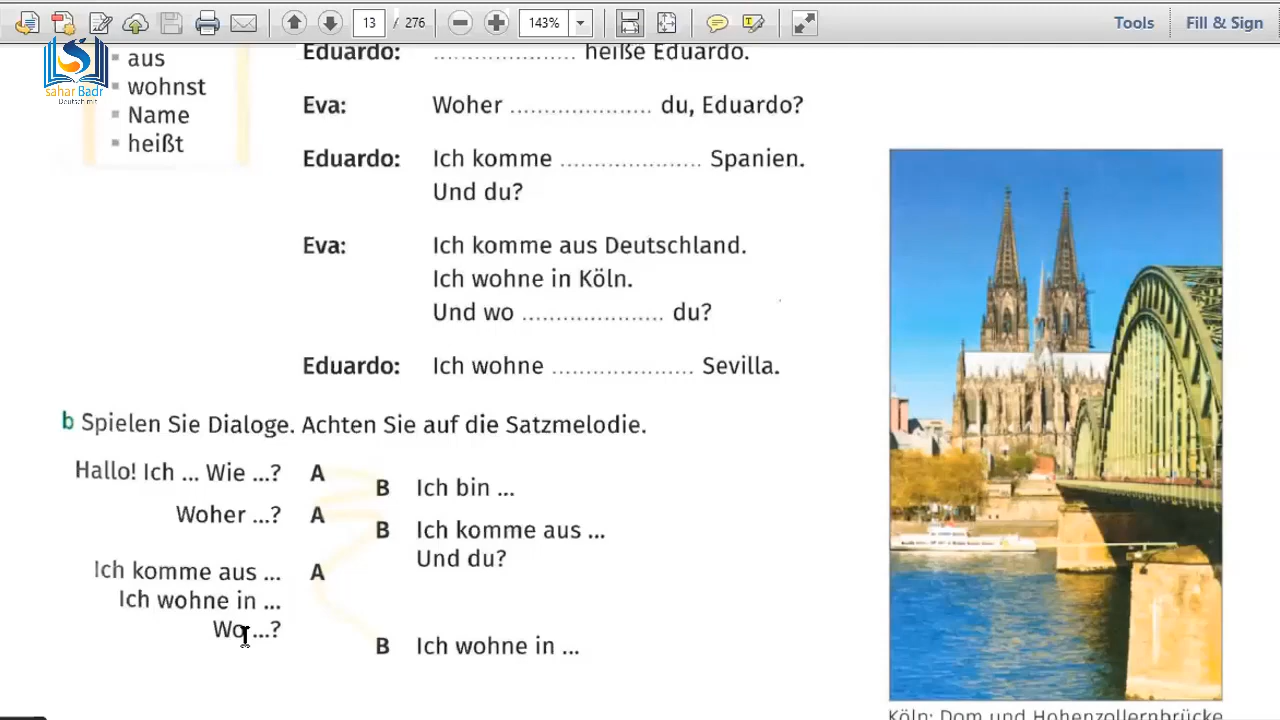 13 / 276
143%
Tools
Fill & Sign
sahar Badr
Deutsch mit
▪ aus
▪ wohnst
▪ Name
▪ heißt
Eduardo: ..................... heiße Eduardo.
Eva: Woher ..................... du, Eduardo?
Eduardo: Ich komme ..................... Spanien.
Und du?
Eva: Ich komme aus Deutschland.
Ich wohne in Köln.
Und wo ..................... du?
Eduardo: Ich wohne ..................... Sevilla.
b Spielen Sie Dialoge. Achten Sie auf die Satzmelodie.
Hallo! Ich ... Wie ...? A
B Ich bin ...
Woher ...? A
B Ich komme aus ...
Und du?
Ich komme aus ... A
Ich wohne in ...
Wo ...?
B Ich wohne in ...
Köln: Dom und Hohenzollernbrücke